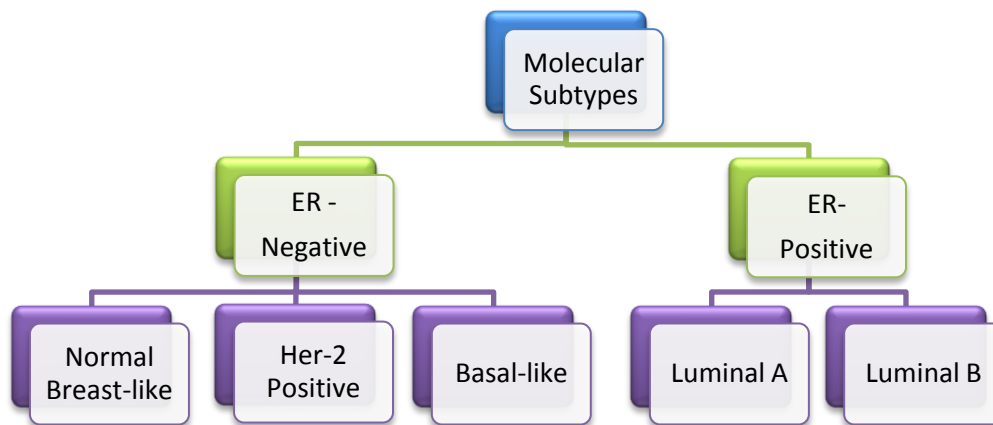 Molecular
Subtypes
ER -
Negative
ER-
Positive
Normal
Breast-like
Her-2
Positive
Basal-like
Luminal A
Luminal B